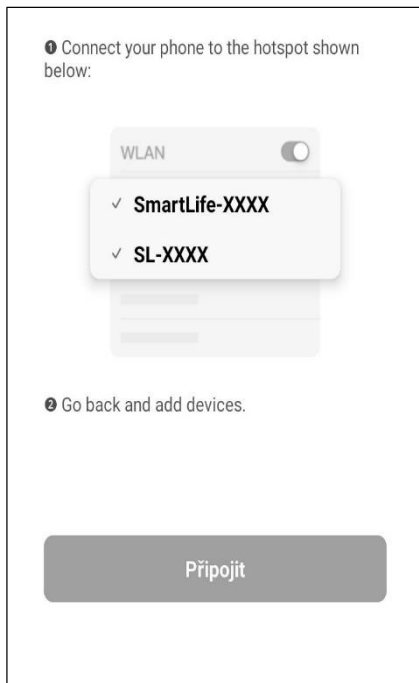 ❶ Connect your phone to the hotspot shown
below:
WLAN
✓ SmartLife-XXXX
✓ SL-XXXX
❷ Go back and add devices.
Připojit